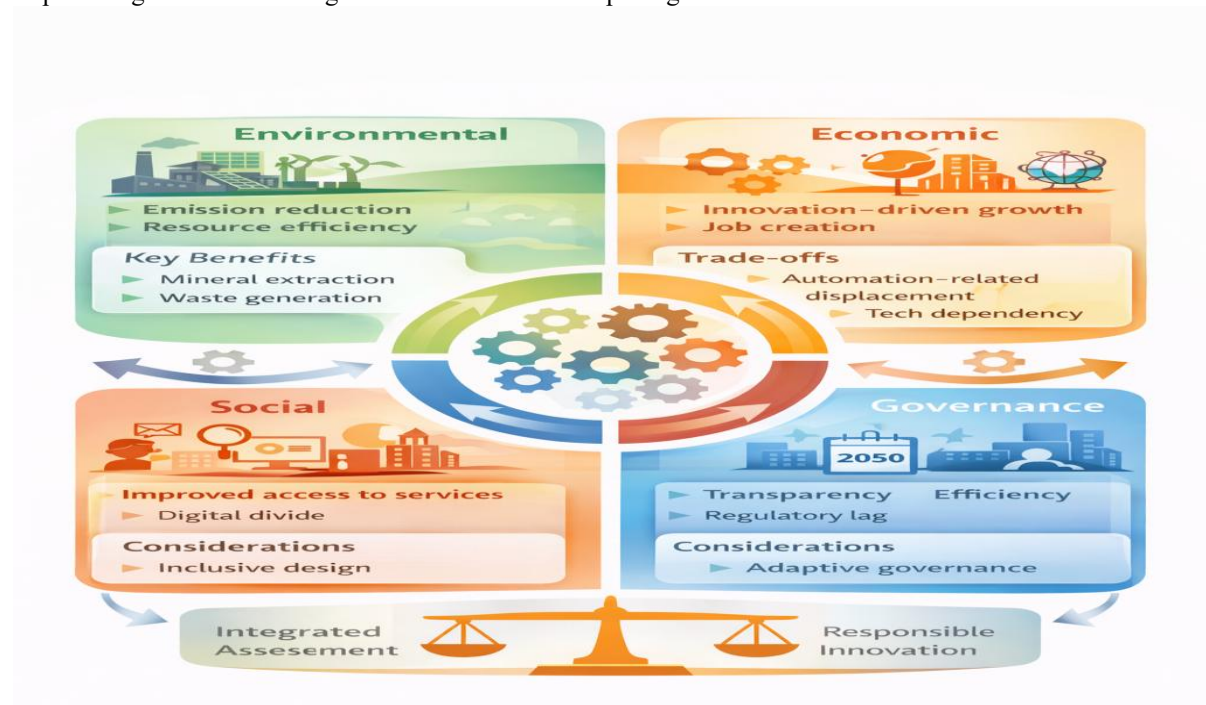 Environmental
Emission reduction
Resource efficiency
Key Benefits
Mineral extraction
Waste generation
Economic
Innovation–driven growth
Job creation
Trade-offs
Automation–related
displacement
Tech dependency
Social
Improved access to services
Digital divide
Considerations
Inclusive design
Governance
2050
Transparency Efficiency
Regulatory lag
Considerations
Adaptive governance
Integrated
Assesement
Responsible
Innovation